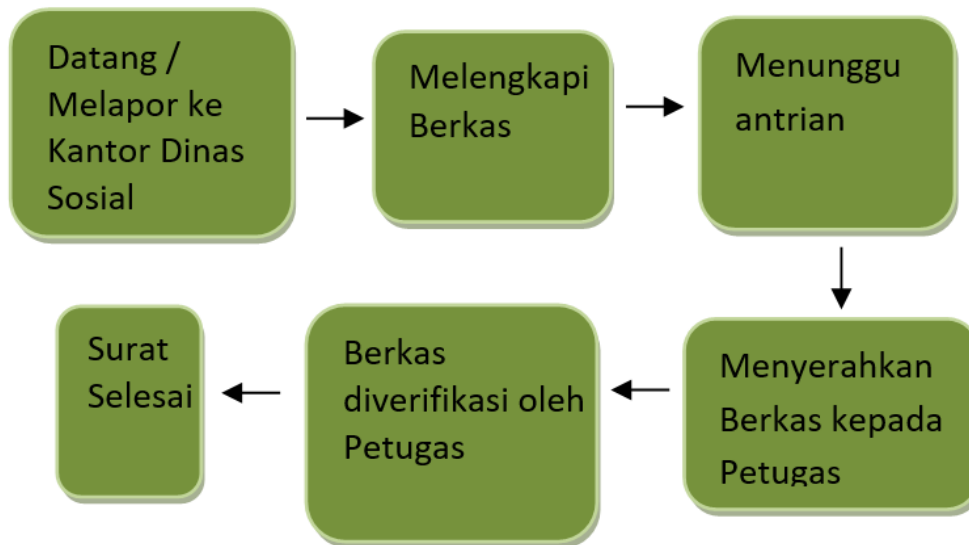 Datang /
Melapor ke
Kantor Dinas
Sosial
Melengkapi
Berkas
Menunggu
antrian
Menyerahkan
Berkas kepada
Petugas
Berkas
diverifikasi oleh
Petugas
Surat
Selesai